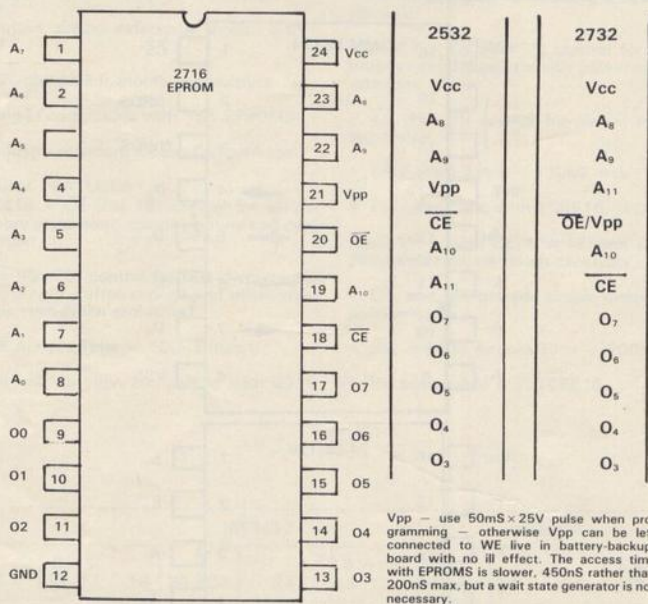 2716
EPROM
A₇ 1
A₆ 2
A₅
A₄ 4
A₃ 5
A₂ 6
A₁ 7
A₀ 8
O0 9
O1 10
O2 11
GND 12
24 Vcc
23 A₈
22 A₉
21 Vpp
20 O̅E̅
19 A₁₀
18 C̅E̅
17 O7
16 O6
15 O5
14 O4
13 O3
2532
Vcc
A₈
A₉
Vpp
C̅E̅
A₁₀
A₁₁
O₇
O₆
O₅
O₄
O₃
2732
Vcc
A₈
A₉
A₁₁
O̅E̅/Vpp
A₁₀
C̅E̅
O₇
O₆
O₅
O₄
O₃
Vpp – use 50mS×25V pulse when pro
gramming – otherwise Vpp can be lef
connected to WE live in battery-backup
board with no ill effect. The access tim
with EPROMS is slower, 450nS rather tha
200nS max, but a wait state generator is no
necessary.